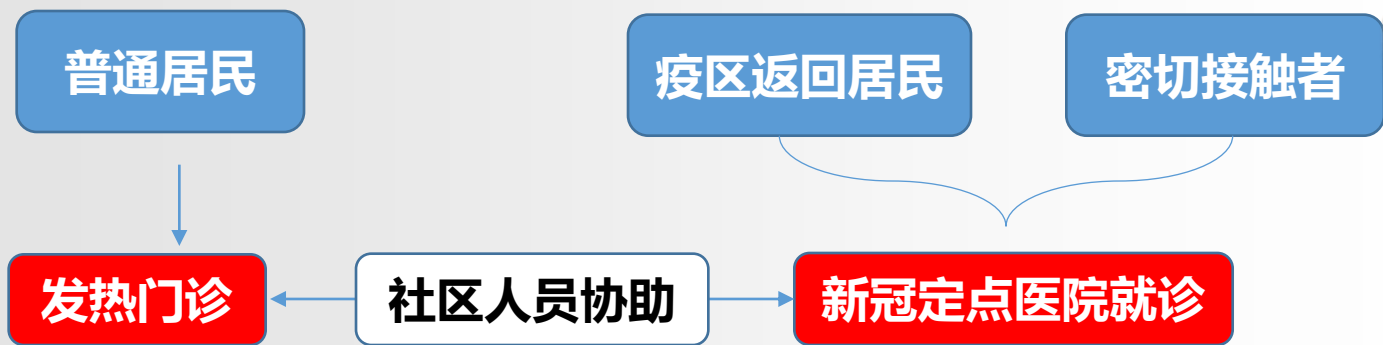 普通居民
疫区返回居民
密切接触者
发热门诊
社区人员协助
新冠定点医院就诊